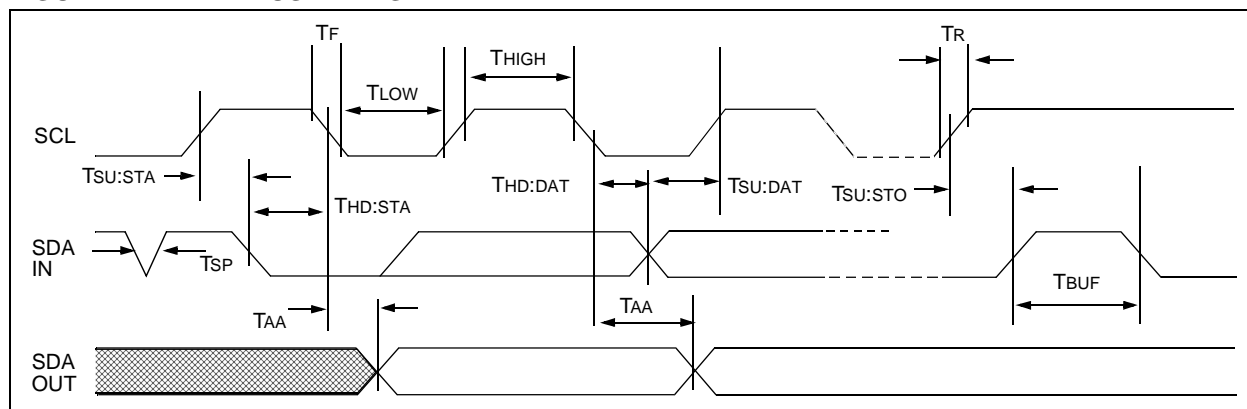 TF
TR
THIGH
TLOW
SCL
TSU:STA
THD:DAT
TSU:DAT
TSU:STO
THD:STA
SDA
IN
TSP
TBUF
TAA
TAA
SDA
OUT